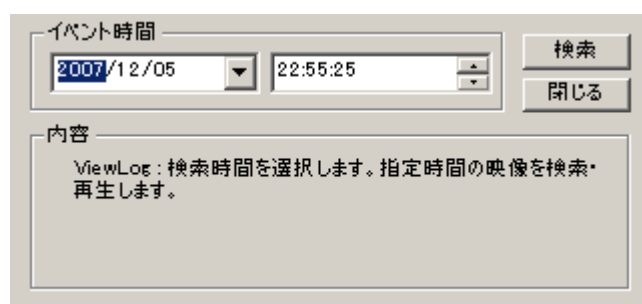 イベント時間
2007/12/05
22:55:25
検索
閉じる
内容
ViewLog : 検索時間を選択します。指定時間の映像を検索・
再生します。